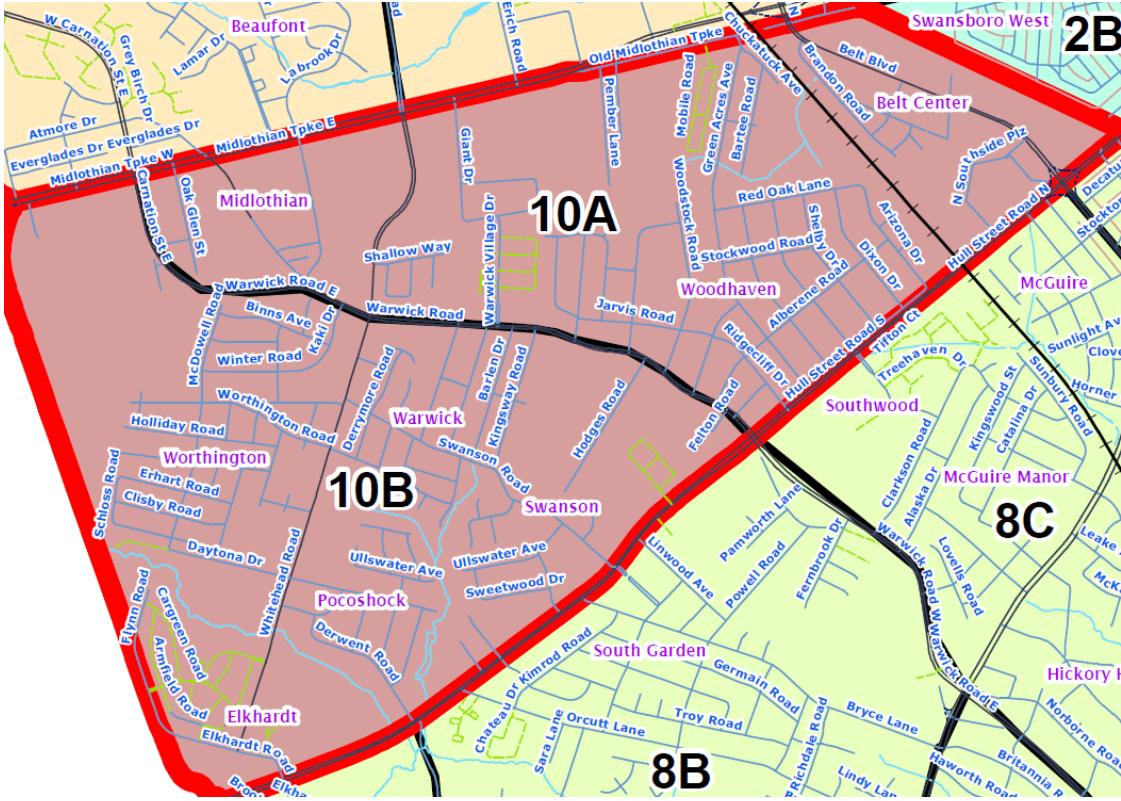 Beaufont
W Carnation St
E
Grey Birch Dr
Lamar Dr
Labrook Dr
Road
Erich Road
Old Midlothian Tpke
N
Chuckatuck Ave
N
Swansboro West
2B
Belt Blvd
Brandon Road
Belt Center
Atmore Dr
Everglades Dr
Everglades Dr
Midlothian Tpke W
Midlothian Tpke E
Giant Dr
Pember Lane
Mobile Road
Green Acres Ave
Bartee Road
N Southside Plz
Decatur
Stockton
Carnation St
E
Oak Glen St
Midlothian
10A
Woodstock Road
Red Oak Lane
Hull Street Road N
Shallow Way
Warwick Village Dr
Stockwood Road
Shelby Dr
Dixon Dr
Arizona Dr
Woodhaven
Alberene Road
McGuire
McDowell Road
Warwick Road E
Warwick Road
Jarvis Road
Binns Ave
Kaki Dr
Ridgecliff Dr
Hull Street Road S
Tifton Ct
Treehaven Dr
Sunlight Av
Clove
Winter Road
Barlen Dr
Kingsway Road
Derrymore Road
Hodges Road
Felton Road
Southwood
Kingswood St
Catalina Dr
Sunbury Road
Horner
Worthington Road
Warwick
Holliday Road
Swanson Road
Clarkson Road
Worthington
Erhart Road
10B
Alaska Dr
McGuire Manor
Schloss Road
Clisby Road
Swanson
Pamworth Lane
8C
Leake
Daytona Dr
Whitehead Road
Ullswater Ave
Ullswater Ave
Linwood Ave
Powell Road
Fernbrook Dr
Warwick Road W
Lovells Road
McKa
Sweetwood Dr
Flynn Road
Cargreen Road
Armfield Road
Pocoshock
Derwent Road
Warwick Road E
South Garden
Kimrod Road
Chateau Dr
Germain Road
Hickory H
Elkhardt
Elkhardt Road
Sara Lane
Orcutt Lane
Troy Road
Richdale Road
Bryce Lane
Norborne Road
Broo
Elkha
8B
Lindy Lan
Haworth Road
Britannia R